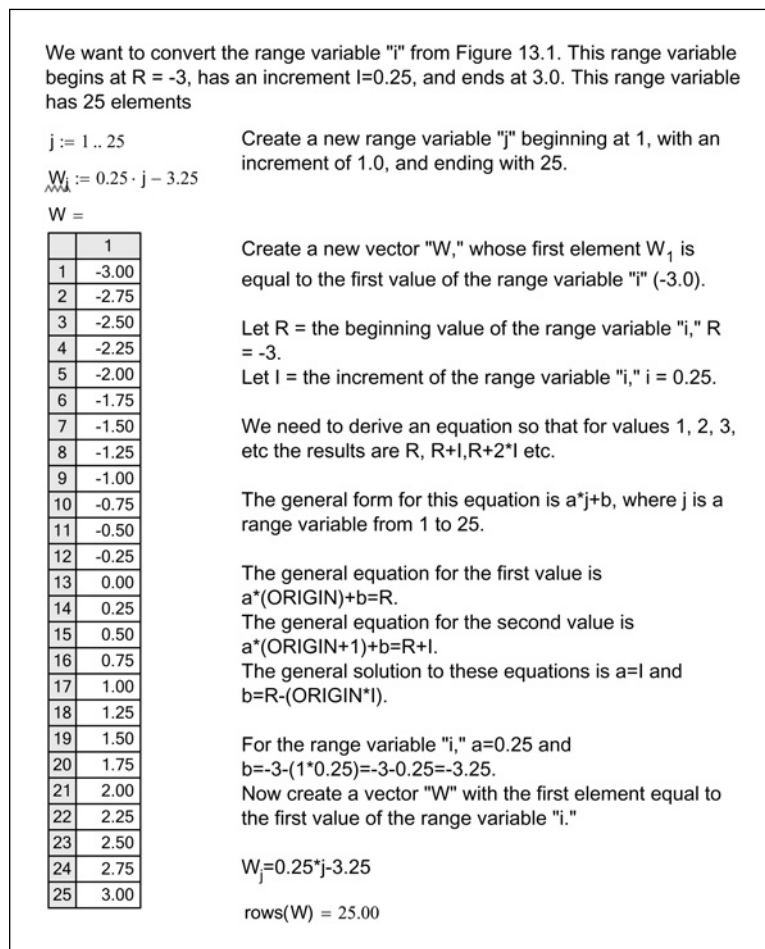 We want to convert the range variable "i" from Figure 13.1. This range variable
begins at R = -3, has an increment I=0.25, and ends at 3.0. This range variable
has 25 elements
j := 1 .. 25
Create a new range variable "j" beginning at 1, with an
increment of 1.0, and ending with 25.
Wj := 0.25 · j − 3.25
W =
1
1 -3.00
2 -2.75
3 -2.50
4 -2.25
5 -2.00
6 -1.75
7 -1.50
8 -1.25
9 -1.00
10 -0.75
11 -0.50
12 -0.25
13 0.00
14 0.25
15 0.50
16 0.75
17 1.00
18 1.25
19 1.50
20 1.75
21 2.00
22 2.25
23 2.50
24 2.75
25 3.00
Create a new vector "W," whose first element W₁ is
equal to the first value of the range variable "i" (-3.0).
Let R = the beginning value of the range variable "i," R
= -3.
Let I = the increment of the range variable "i," i = 0.25.
We need to derive an equation so that for values 1, 2, 3,
etc the results are R, R+I,R+2*I etc.
The general form for this equation is a*j+b, where j is a
range variable from 1 to 25.
The general equation for the first value is
a*(ORIGIN)+b=R.
The general equation for the second value is
a*(ORIGIN+1)+b=R+I.
The general solution to these equations is a=I and
b=R-(ORIGIN*I).
For the range variable "i," a=0.25 and
b=-3-(1*0.25)=-3-0.25=-3.25.
Now create a vector "W" with the first element equal to
the first value of the range variable "i."
Wj=0.25*j-3.25
rows(W) = 25.00